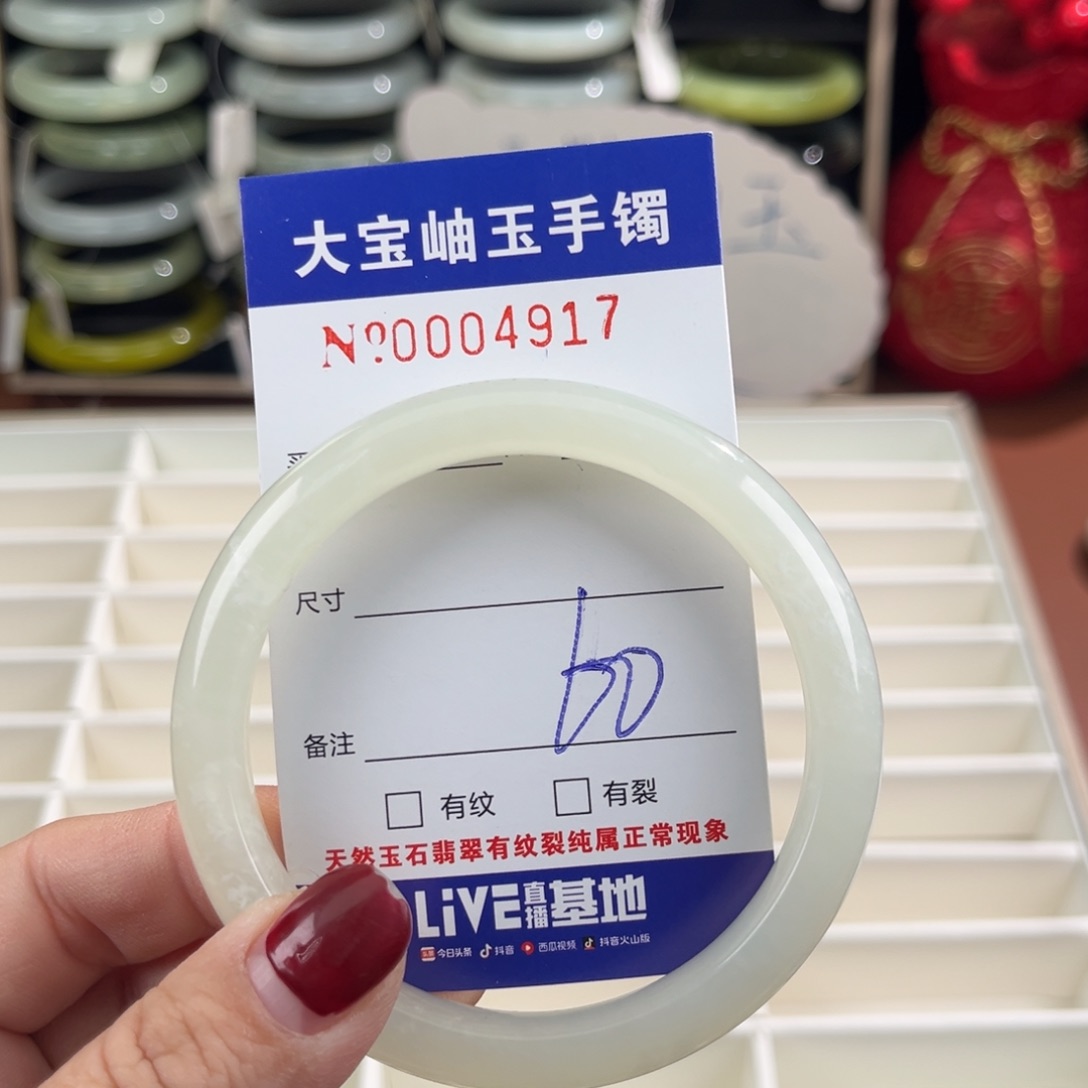 大宝岫玉手镯
№0004917
尺寸
60
备注
有纹 有裂
天然玉石翡翠有纹裂纯属正常现象
LiVE直播基地
今日头条 抖音 西瓜视频 抖音火山版
玉